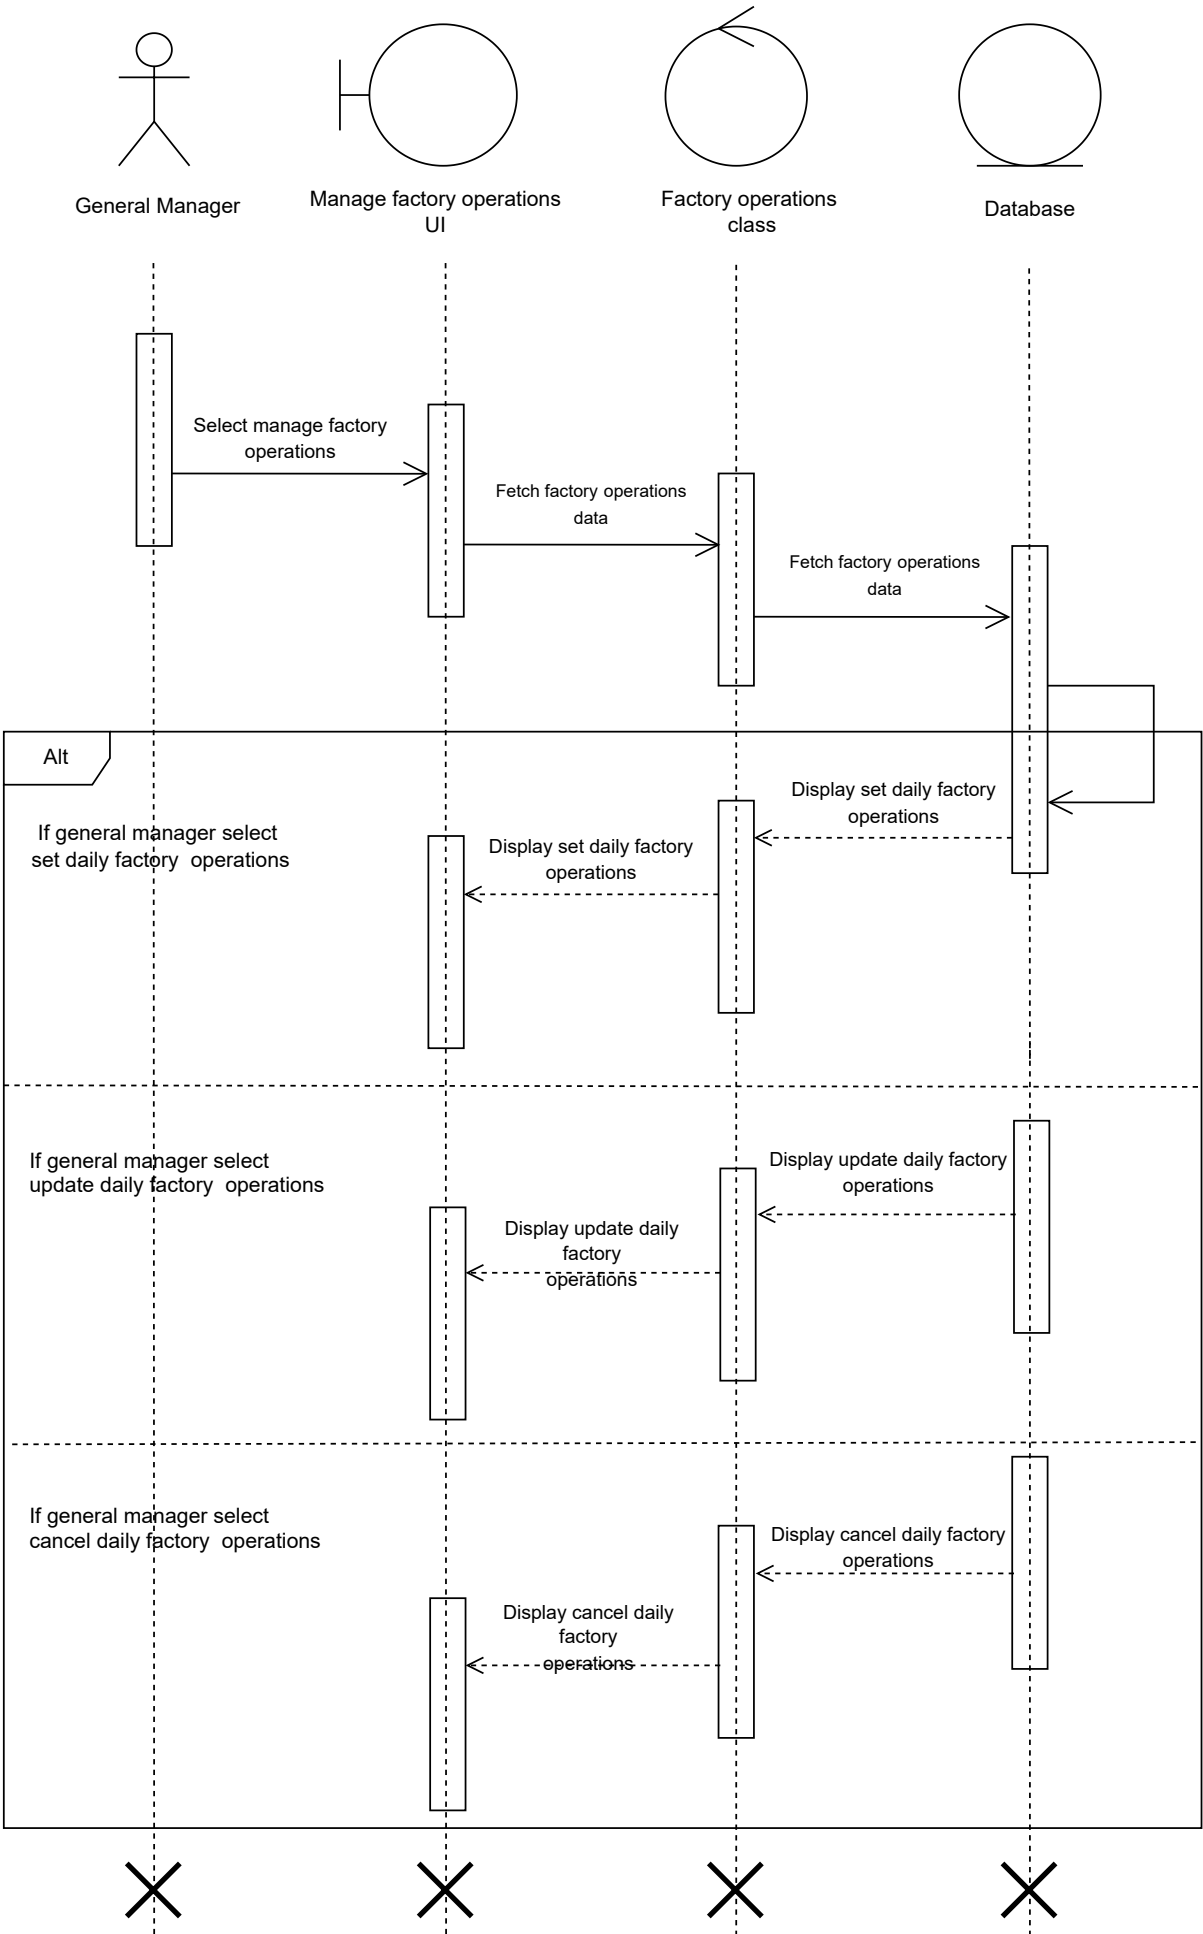 General Manager
Manage factory operations
UI
Factory operations
class
Database
Select manage factory
operations
Fetch factory operations
data
Fetch factory operations
data
Alt
Display set daily factory
operations
If general manager select
set daily factory  operations
Display set daily factory
operations
If general manager select
update daily factory  operations
Display update daily factory
operations
Display update daily
factory
operations
If general manager select
cancel daily factory  operations
Display cancel daily factory
operations
Display cancel daily
factory
operations